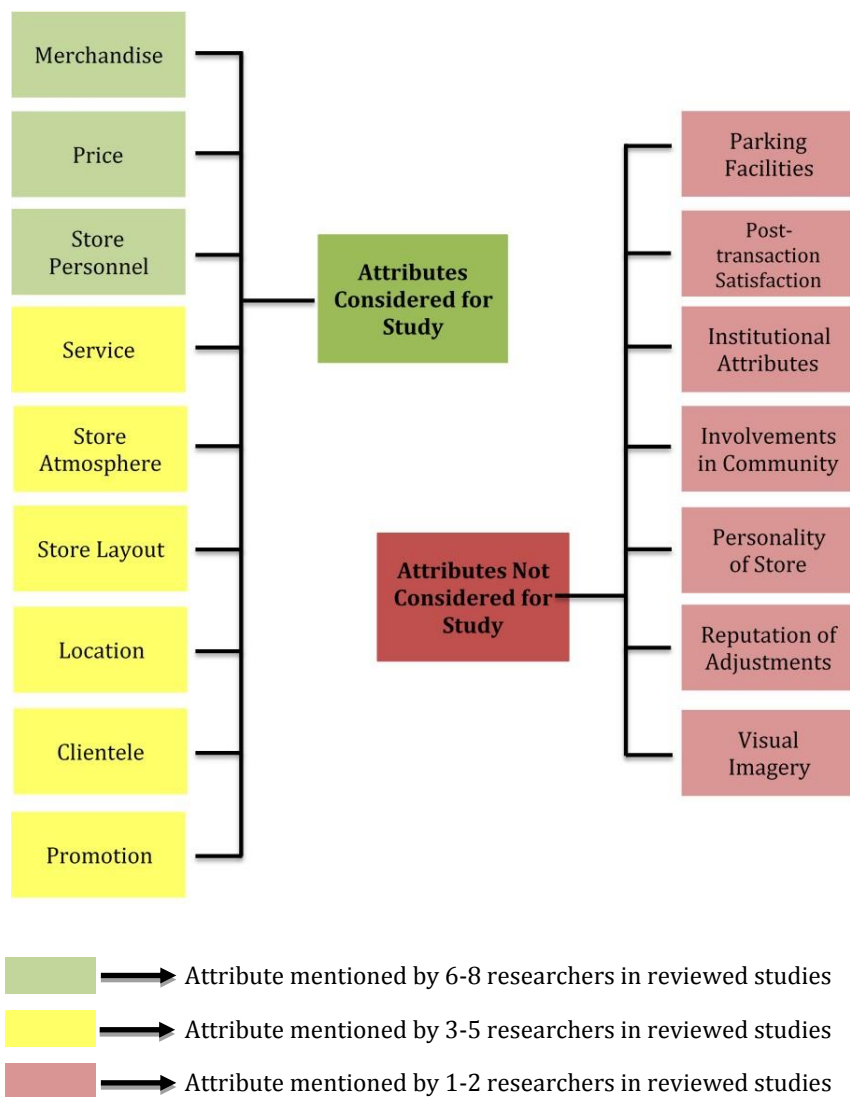 Merchandise
Price
Store
Personnel
Service
Store
Atmosphere
Store Layout
Location
Clientele
Promotion
Attributes
Considered for
Study
Attributes Not
Considered for
Study
Parking
Facilities
Post-
transaction
Satisfaction
Institutional
Attributes
Involvements
in Community
Personality
of Store
Reputation of
Adjustments
Visual
Imagery
Attribute mentioned by 6-8 researchers in reviewed studies
Attribute mentioned by 3-5 researchers in reviewed studies
Attribute mentioned by 1-2 researchers in reviewed studies